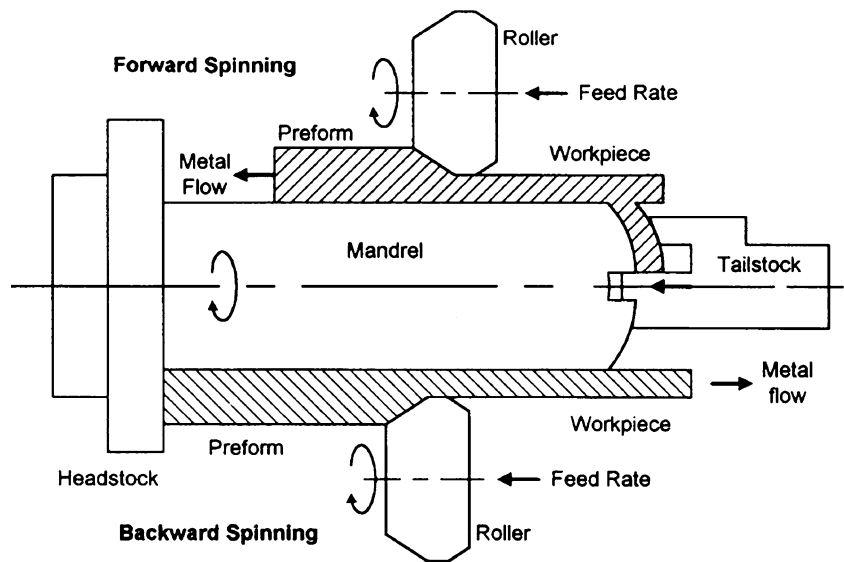 Roller
Forward Spinning
Feed Rate
Preform
Metal
Flow
Workpiece
Mandrel
Tailstock
Metal
flow
Workpiece
Preform
Headstock
Feed Rate
Backward Spinning
Roller